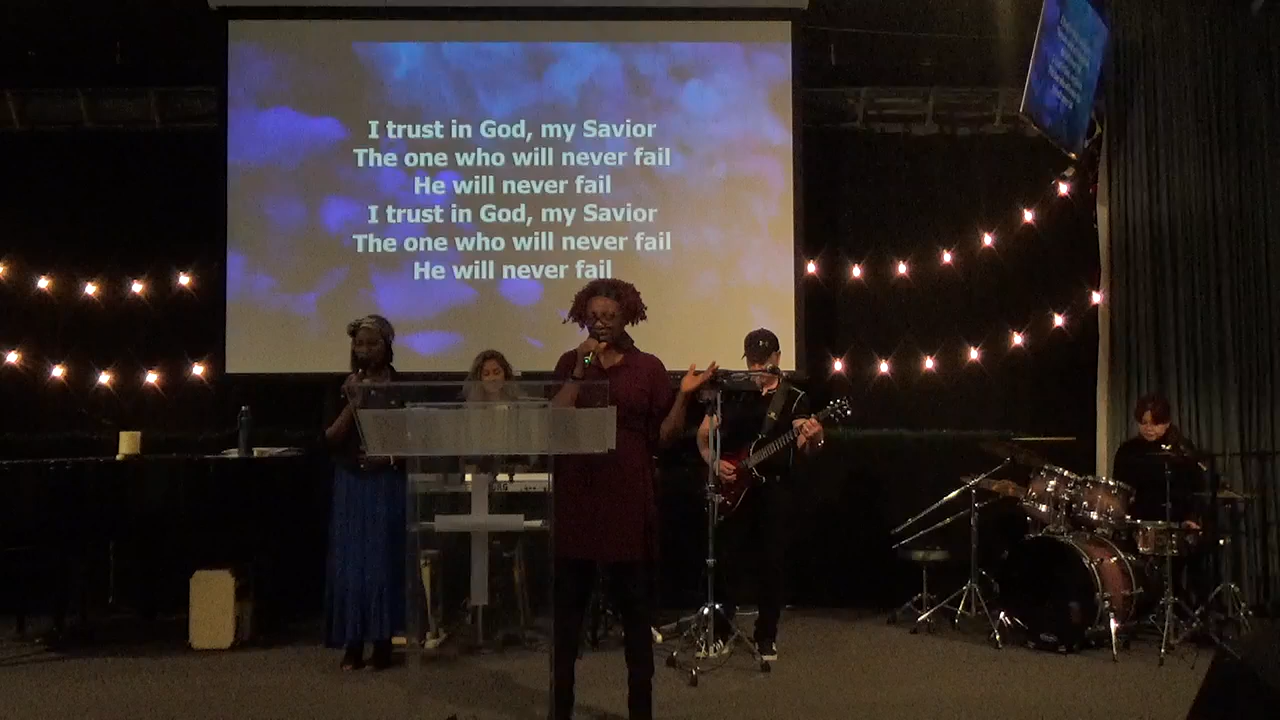 I trust in God, my Savior
The one who will never fail
He will never fail
I trust in God, my Savior
The one who will never fail
He will never fail